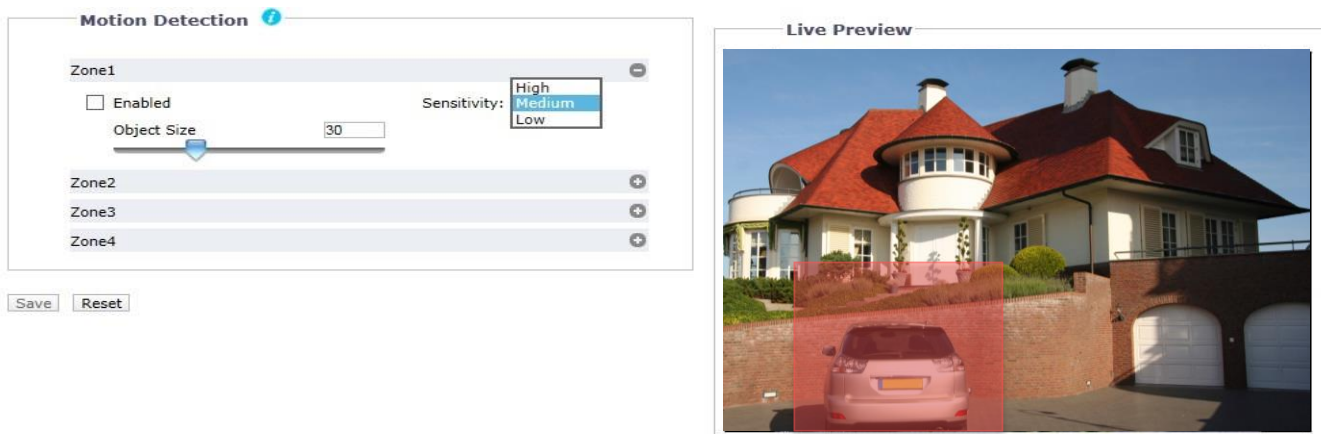 Motion Detection
Zone1
Enabled
Sensitivity:
High
Medium
Low
Object Size
30
Zone2
Zone3
Zone4
Save
Reset
Live Preview